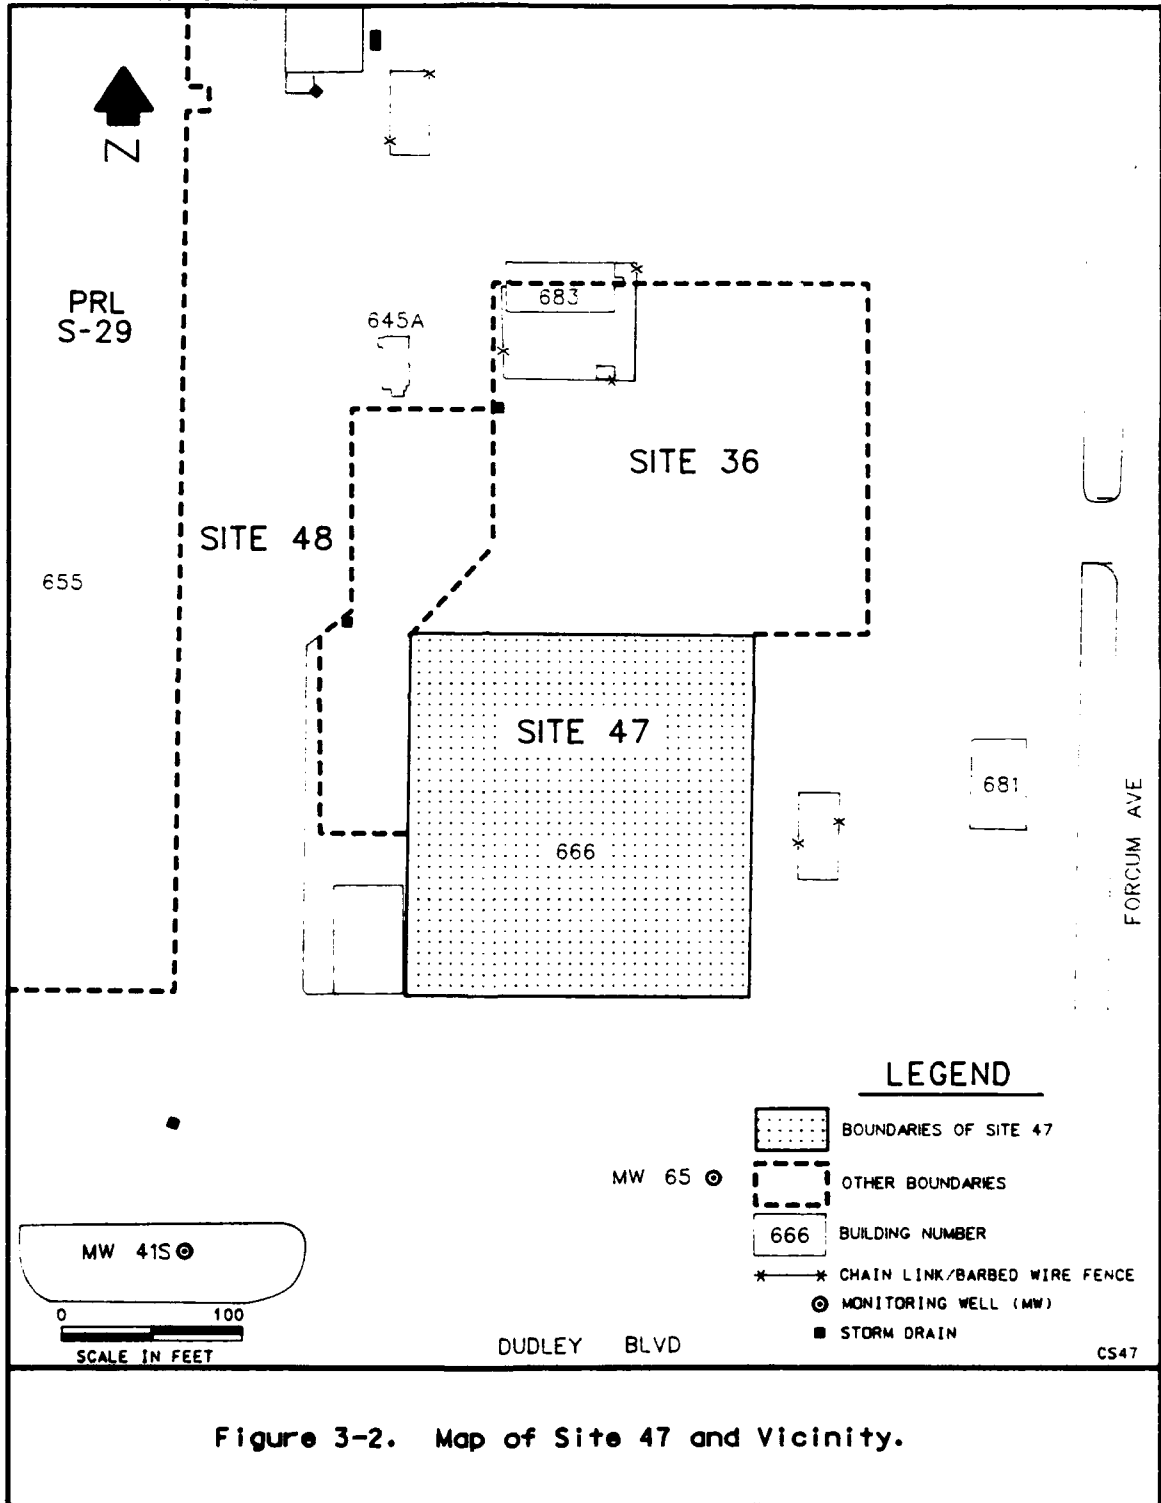 Z
PRL
S-29
683
645A
SITE 36
SITE 48
655
SITE 47
681
666
FORCUM AVE
LEGEND
BOUNDARIES OF SITE 47
MW 65
OTHER BOUNDARIES
666 BUILDING NUMBER
CHAIN LINK/BARBED WIRE FENCE
MW 41S
MONITORING WELL (MW)
0 100
STORM DRAIN
SCALE IN FEET
DUDLEY BLVD
CS47
Figure 3-2. Map of Site 47 and Vicinity.